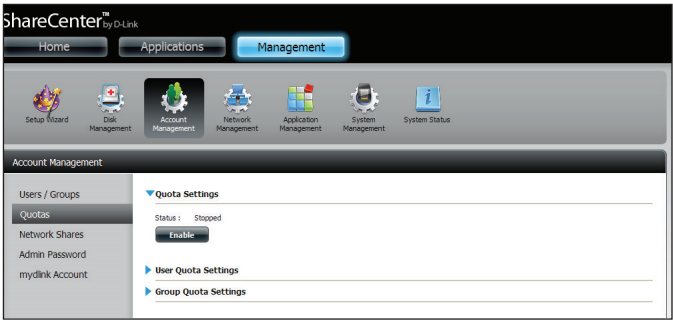 ShareCenter™ by D-Link
Home Applications Management
Setup Wizard Disk Management Account Management Network Management Application Management System Management System Status
Account Management
Users / Groups
Quotas
Network Shares
Admin Password
mydlink Account
Quota Settings
Status : Stopped
Enable
User Quota Settings
Group Quota Settings